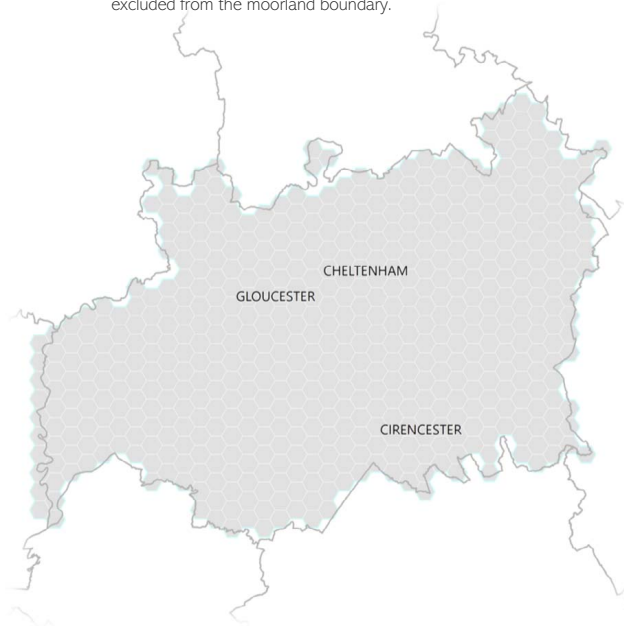 excluded from the moorland boundary.
CHELTENHAM
GLOUCESTER
CIRENCESTER